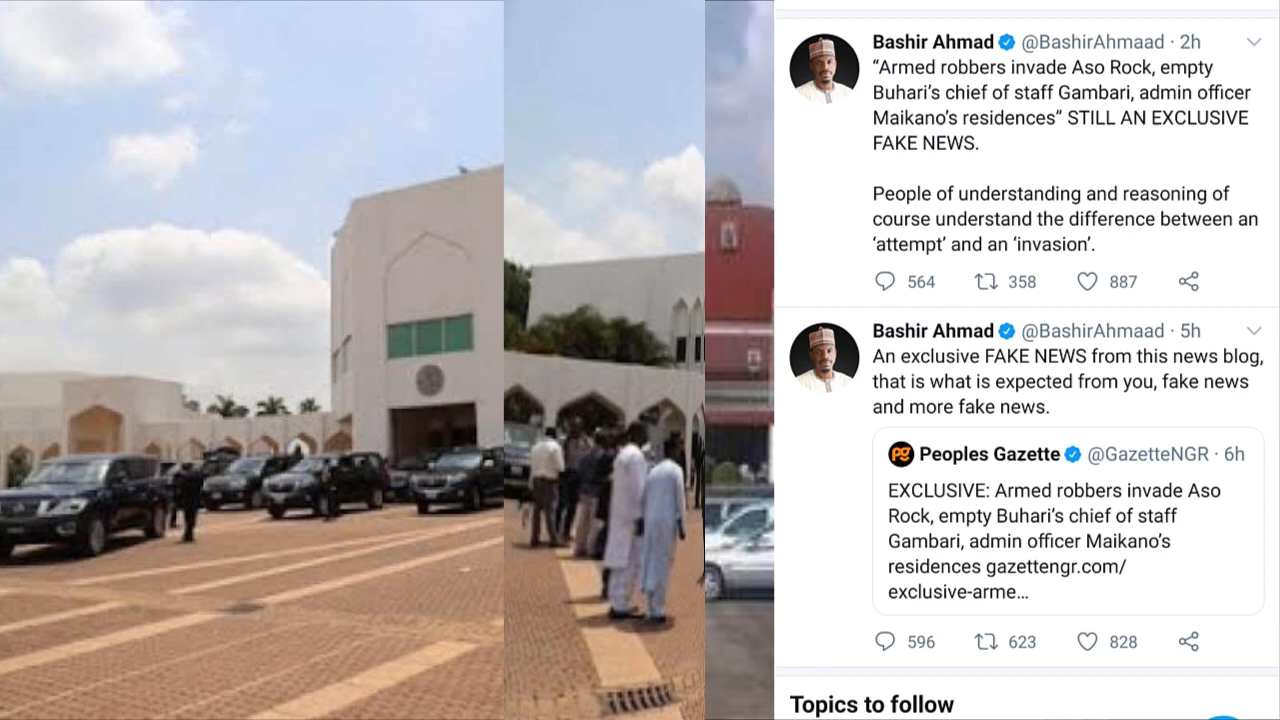 Bashir Ahmad @BashirAhmaad · 2h
“Armed robbers invade Aso Rock, empty
Buhari’s chief of staff Gambari, admin officer
Maikano’s residences” STILL AN EXCLUSIVE
FAKE NEWS.
People of understanding and reasoning of
course understand the difference between an
‘attempt’ and an ‘invasion’.
564 358 887
Bashir Ahmad @BashirAhmaad · 5h
An exclusive FAKE NEWS from this news blog,
that is what is expected from you, fake news
and more fake news.
pg Peoples Gazette @GazetteNGR · 6h
EXCLUSIVE: Armed robbers invade Aso
Rock, empty Buhari’s chief of staff
Gambari, admin officer Maikano’s
residences gazettengr.com/
exclusive-arme…
596 623 828
Topics to follow